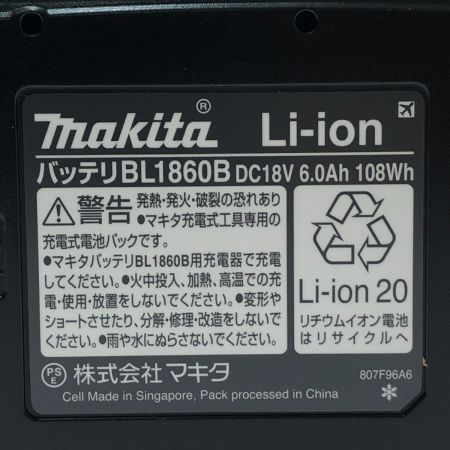 makita® Li-ion
バッテリBL1860B DC18V 6.0Ah 108Wh
警告 発熱・発火・破裂の恐れあり
●マキタ充電式工具専用の
充電式電池パックです。
●マキタバッテリBL1860B用充電器で充電
してください。●火中投入、加熱、高温での充
電・使用・放置をしないでください。●変形や
ショートさせたり、分解・修理・改造をしないで
ください。●雨や水にぬらさないでください。
Li-ion 20
リチウムイオン電池
はリサイクルへ
PS
E
株式会社 マキタ
807F96A6
Cell Made in Singapore, Pack processed in China